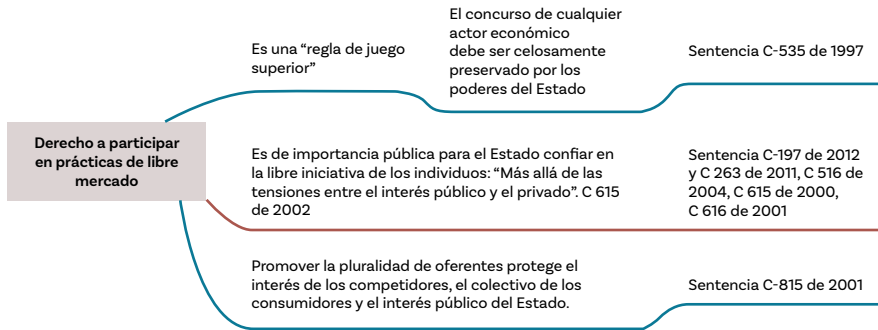 Derecho a participar
en prácticas de libre
mercado
Es una “regla de juego
superior”
El concurso de cualquier
actor económico
debe ser celosamente
preservado por los
poderes del Estado
Sentencia C-535 de 1997
Es de importancia pública para el Estado confiar en
la libre iniciativa de los individuos: “Más allá de las
tensiones entre el interés público y el privado”. C 615
de 2002
Sentencia C-197 de 2012
y C 263 de 2011, C 516 de
2004, C 615 de 2000,
C 616 de 2001
Promover la pluralidad de oferentes protege el
interés de los competidores, el colectivo de los
consumidores y el interés público del Estado.
Sentencia C-815 de 2001